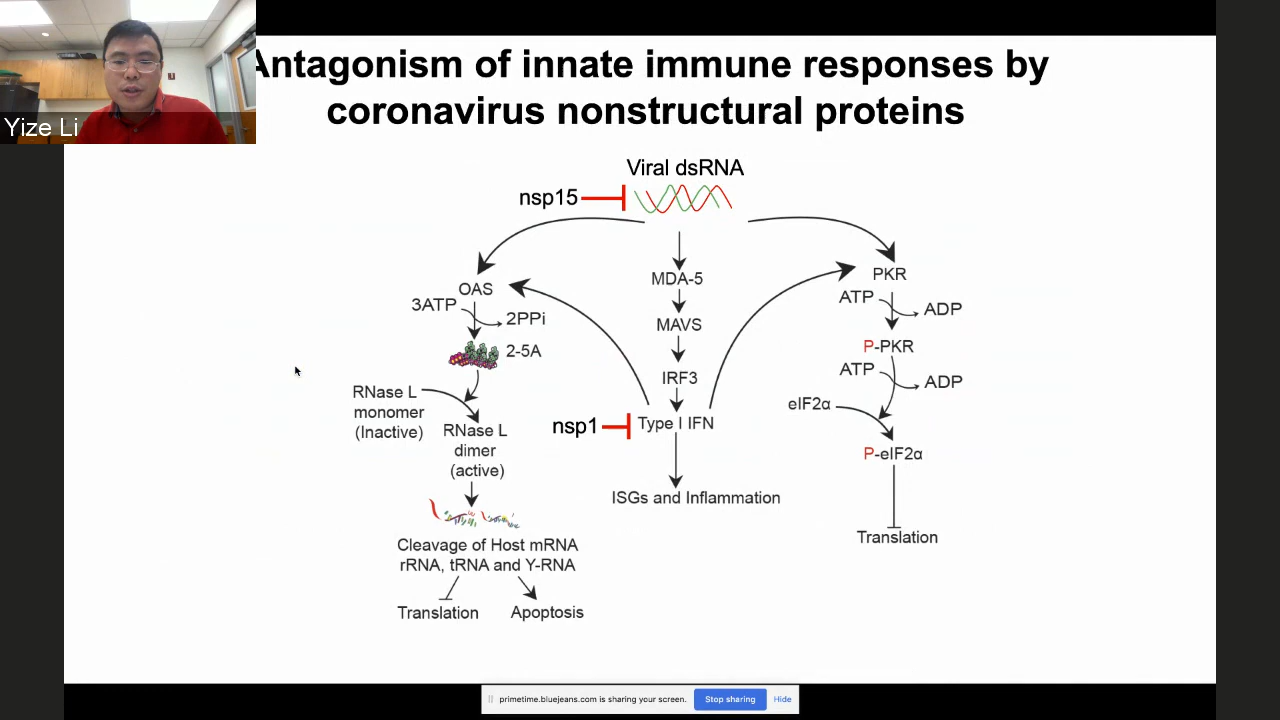 Antagonism of innate immune responses by
coronavirus nonstructural proteins
Yize Li
Viral dsRNA
nsp15
OAS
3ATP
2PPi
2-5A
RNase L
monomer
(Inactive)
RNase L
dimer
(active)
Cleavage of Host mRNA
rRNA, tRNA and Y-RNA
Translation
Apoptosis
MDA-5
MAVS
IRF3
nsp1
Type I IFN
ISGs and Inflammation
PKR
ATP
ADP
P-PKR
ATP
ADP
eIF2α
P-eIF2α
Translation
primetime.bluejeans.com is sharing your screen.
Stop sharing
Hide